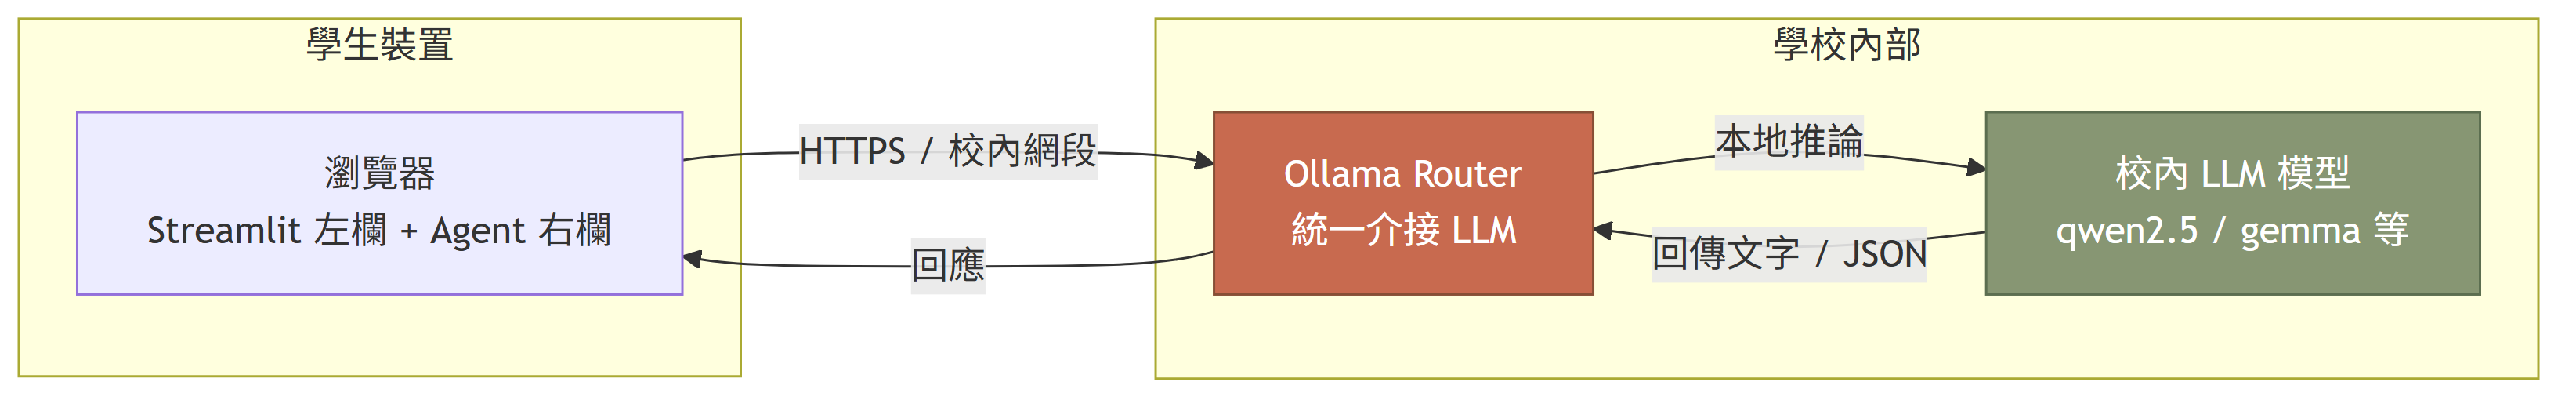 學生裝置
學校內部
瀏覽器
Streamlit 左欄 + Agent 右欄
HTTPS / 校內網段
回應
Ollama Router
統一介接 LLM
本地推論
回傳文字 / JSON
校內 LLM 模型
qwen2.5 / gemma 等